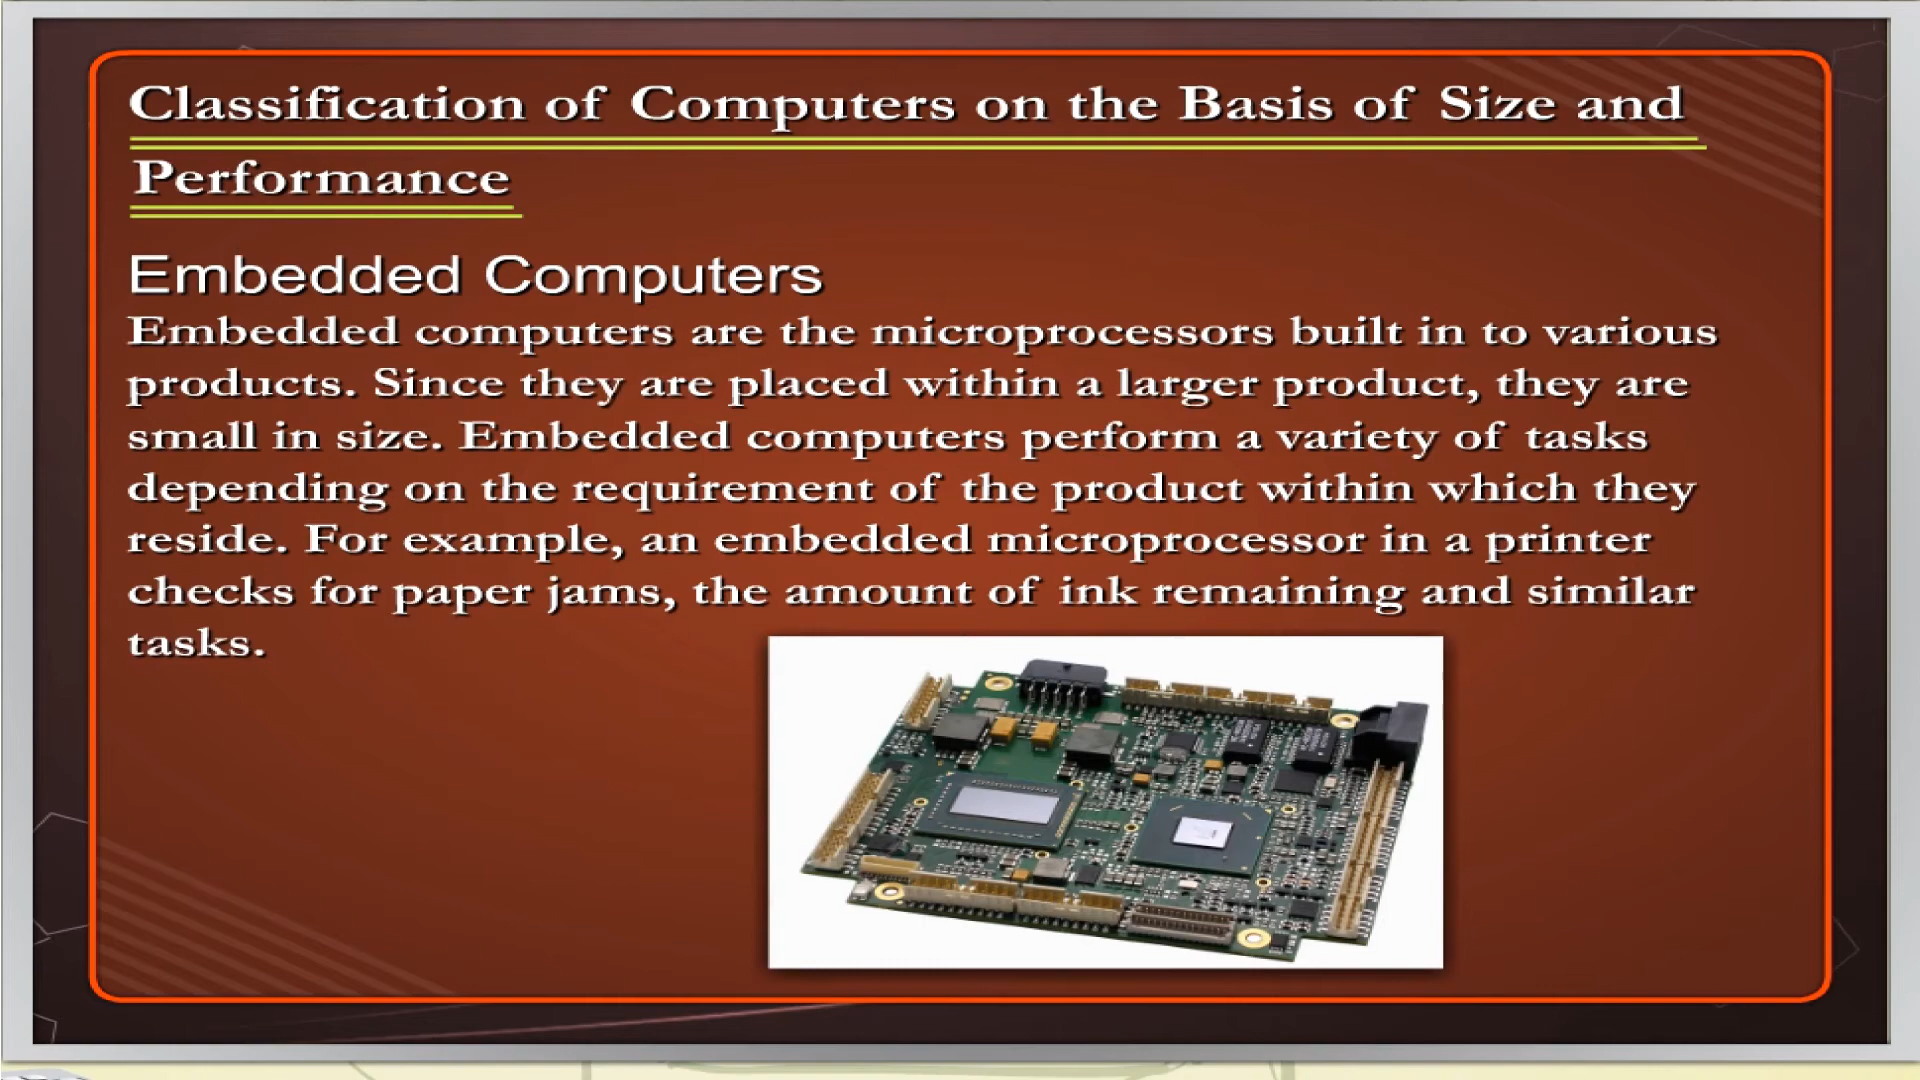 Classification of Computers on the Basis of Size and
Performance
Embedded Computers
Embedded computers are the microprocessors built in to various
products. Since they are placed within a larger product, they are
small in size. Embedded computers perform a variety of tasks
depending on the requirement of the product within which they
reside. For example, an embedded microprocessor in a printer
checks for paper jams, the amount of ink remaining and similar
tasks.